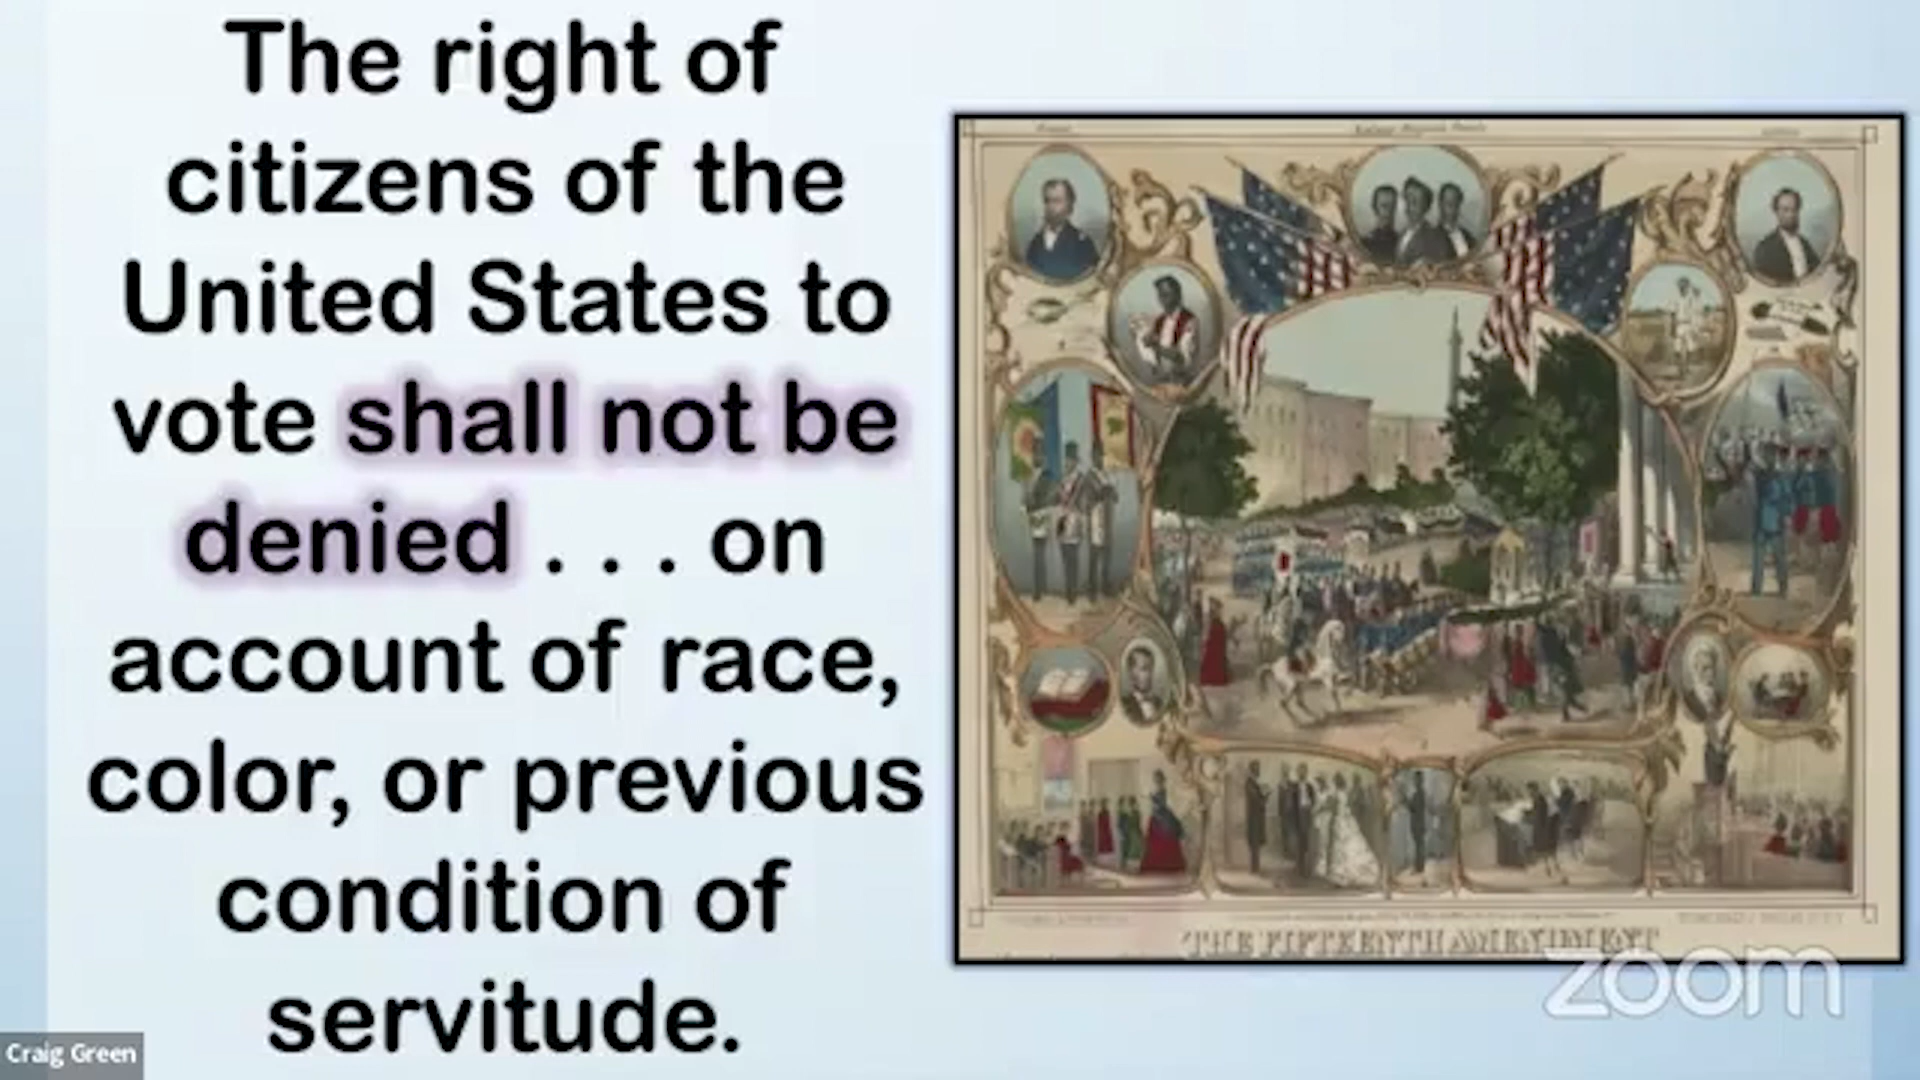 The right of
citizens of the
United States to
vote shall not be
denied . . . on
account of race,
color, or previous
condition of
servitude.
THE FIFTEENTH AMENDMENT
zoom
Craig Green